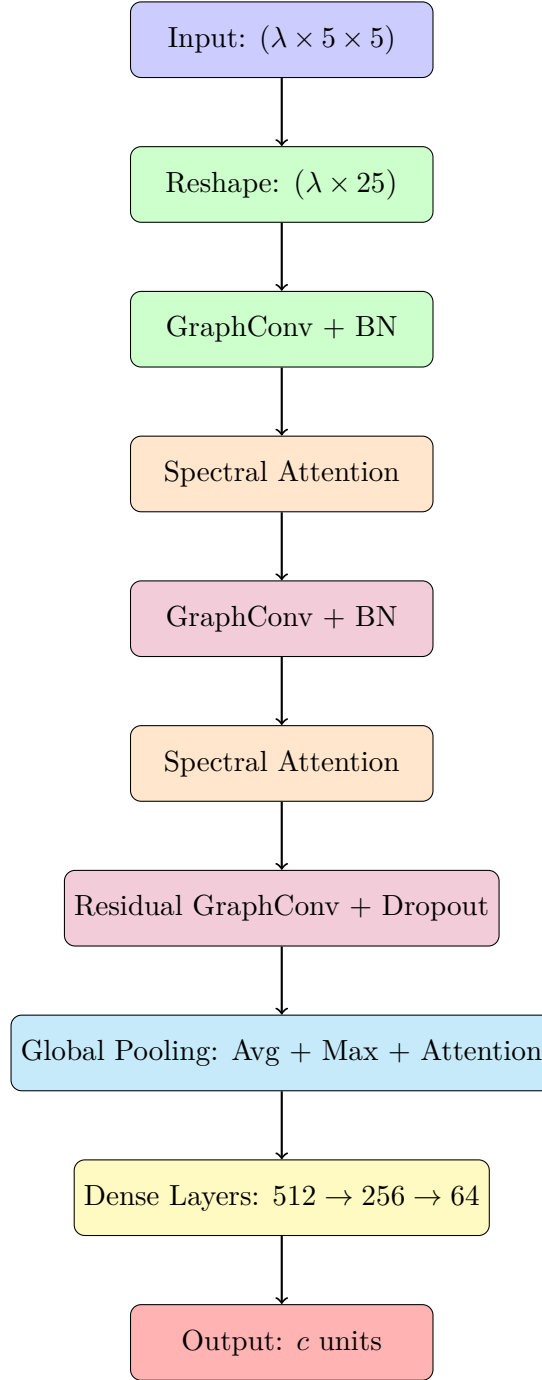 Input: (λ × 5 × 5)
Reshape: (λ × 25)
GraphConv + BN
Spectral Attention
GraphConv + BN
Spectral Attention
Residual GraphConv + Dropout
Global Pooling: Avg + Max + Attention
Dense Layers: 512 → 256 → 64
Output: c units